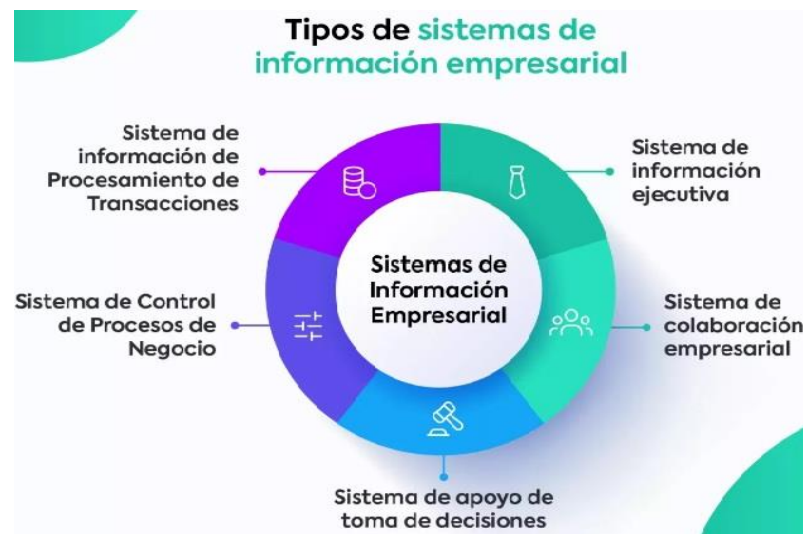 Tipos de sistemas de
información empresarial
Sistema de
información de
Procesamiento de
Transacciones
Sistema de
información
ejecutiva
Sistemas de
Información
Empresarial
Sistema de Control
de Procesos de
Negocio
Sistema de
colaboración
empresarial
Sistema de apoyo de
toma de decisiones